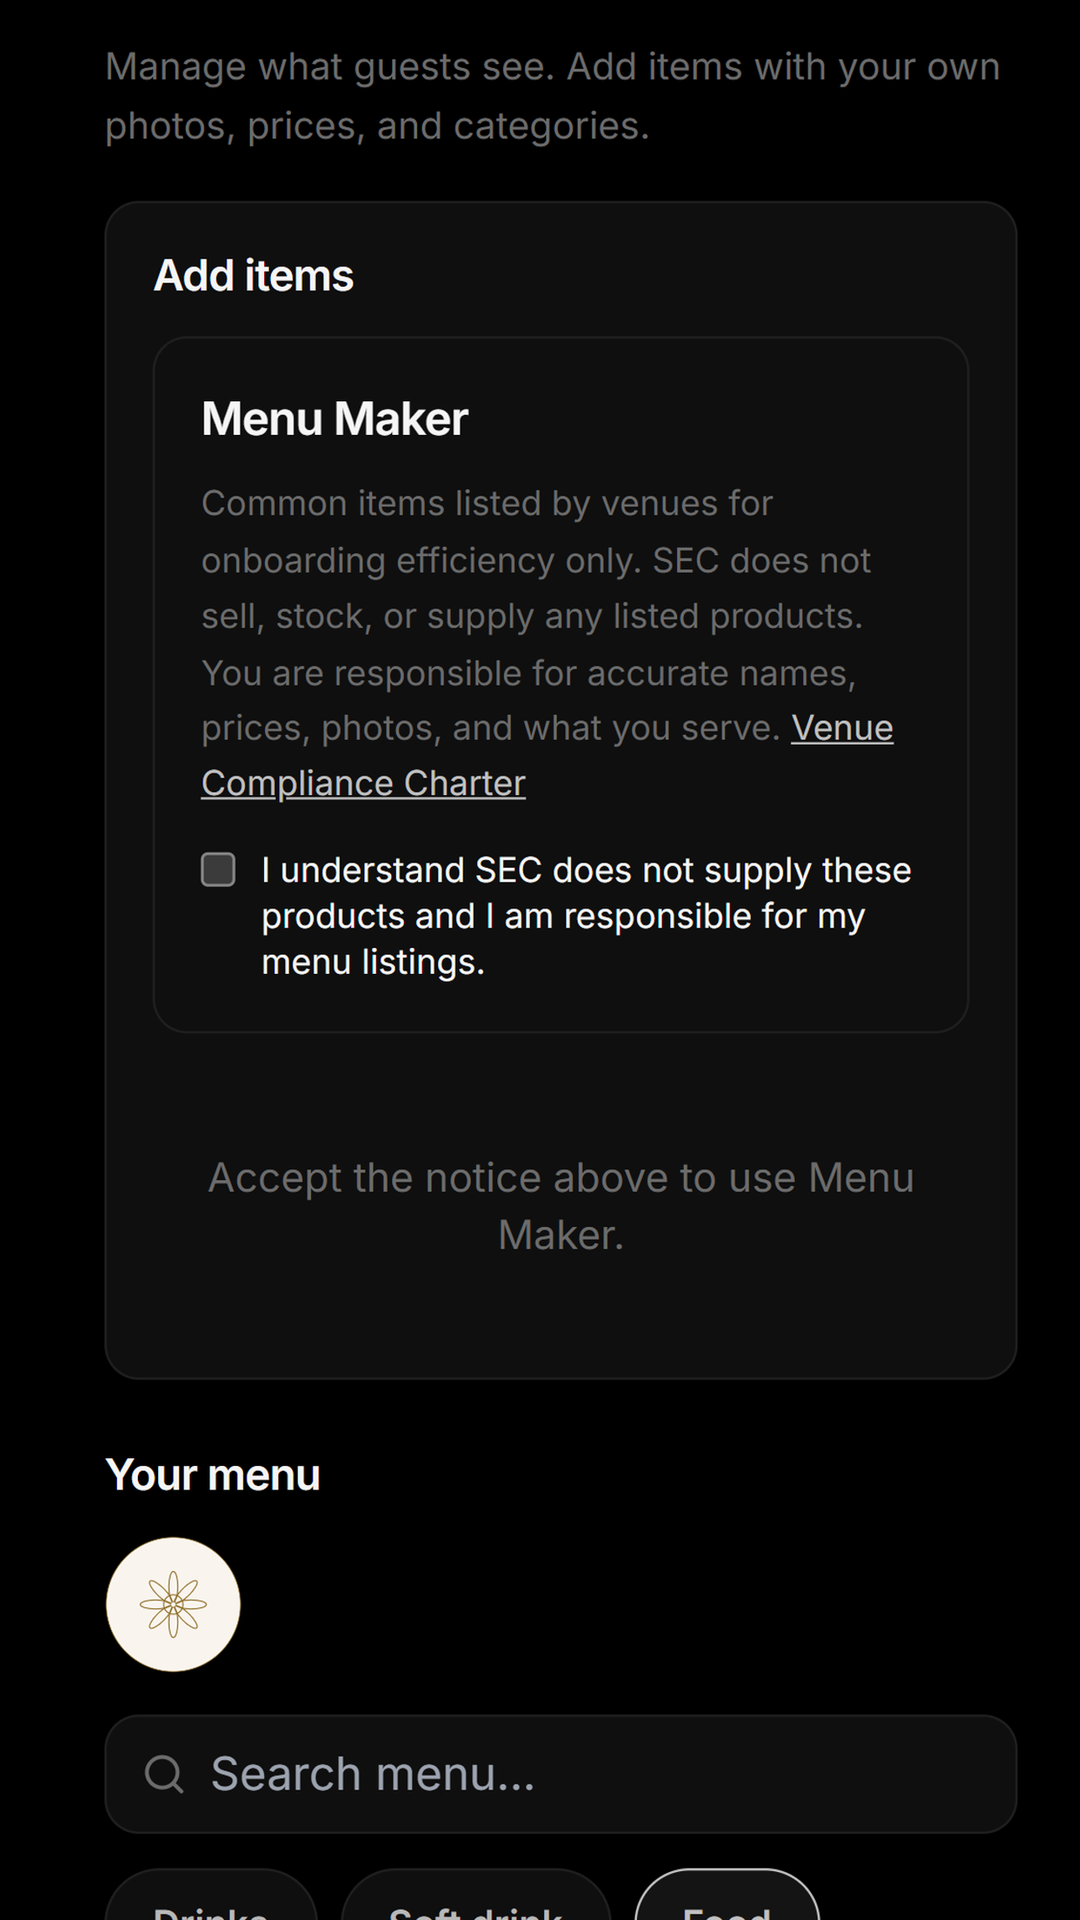 Manage what guests see. Add items with your own
photos, prices, and categories.
Add items
Menu Maker
Common items listed by venues for
onboarding efficiency only. SEC does not
sell, stock, or supply any listed products.
You are responsible for accurate names,
prices, photos, and what you serve. Venue
Compliance Charter
I understand SEC does not supply these
products and I am responsible for my
menu listings.
Accept the notice above to use Menu
Maker.
Your menu
Search menu...
Drinks Soft drink Food